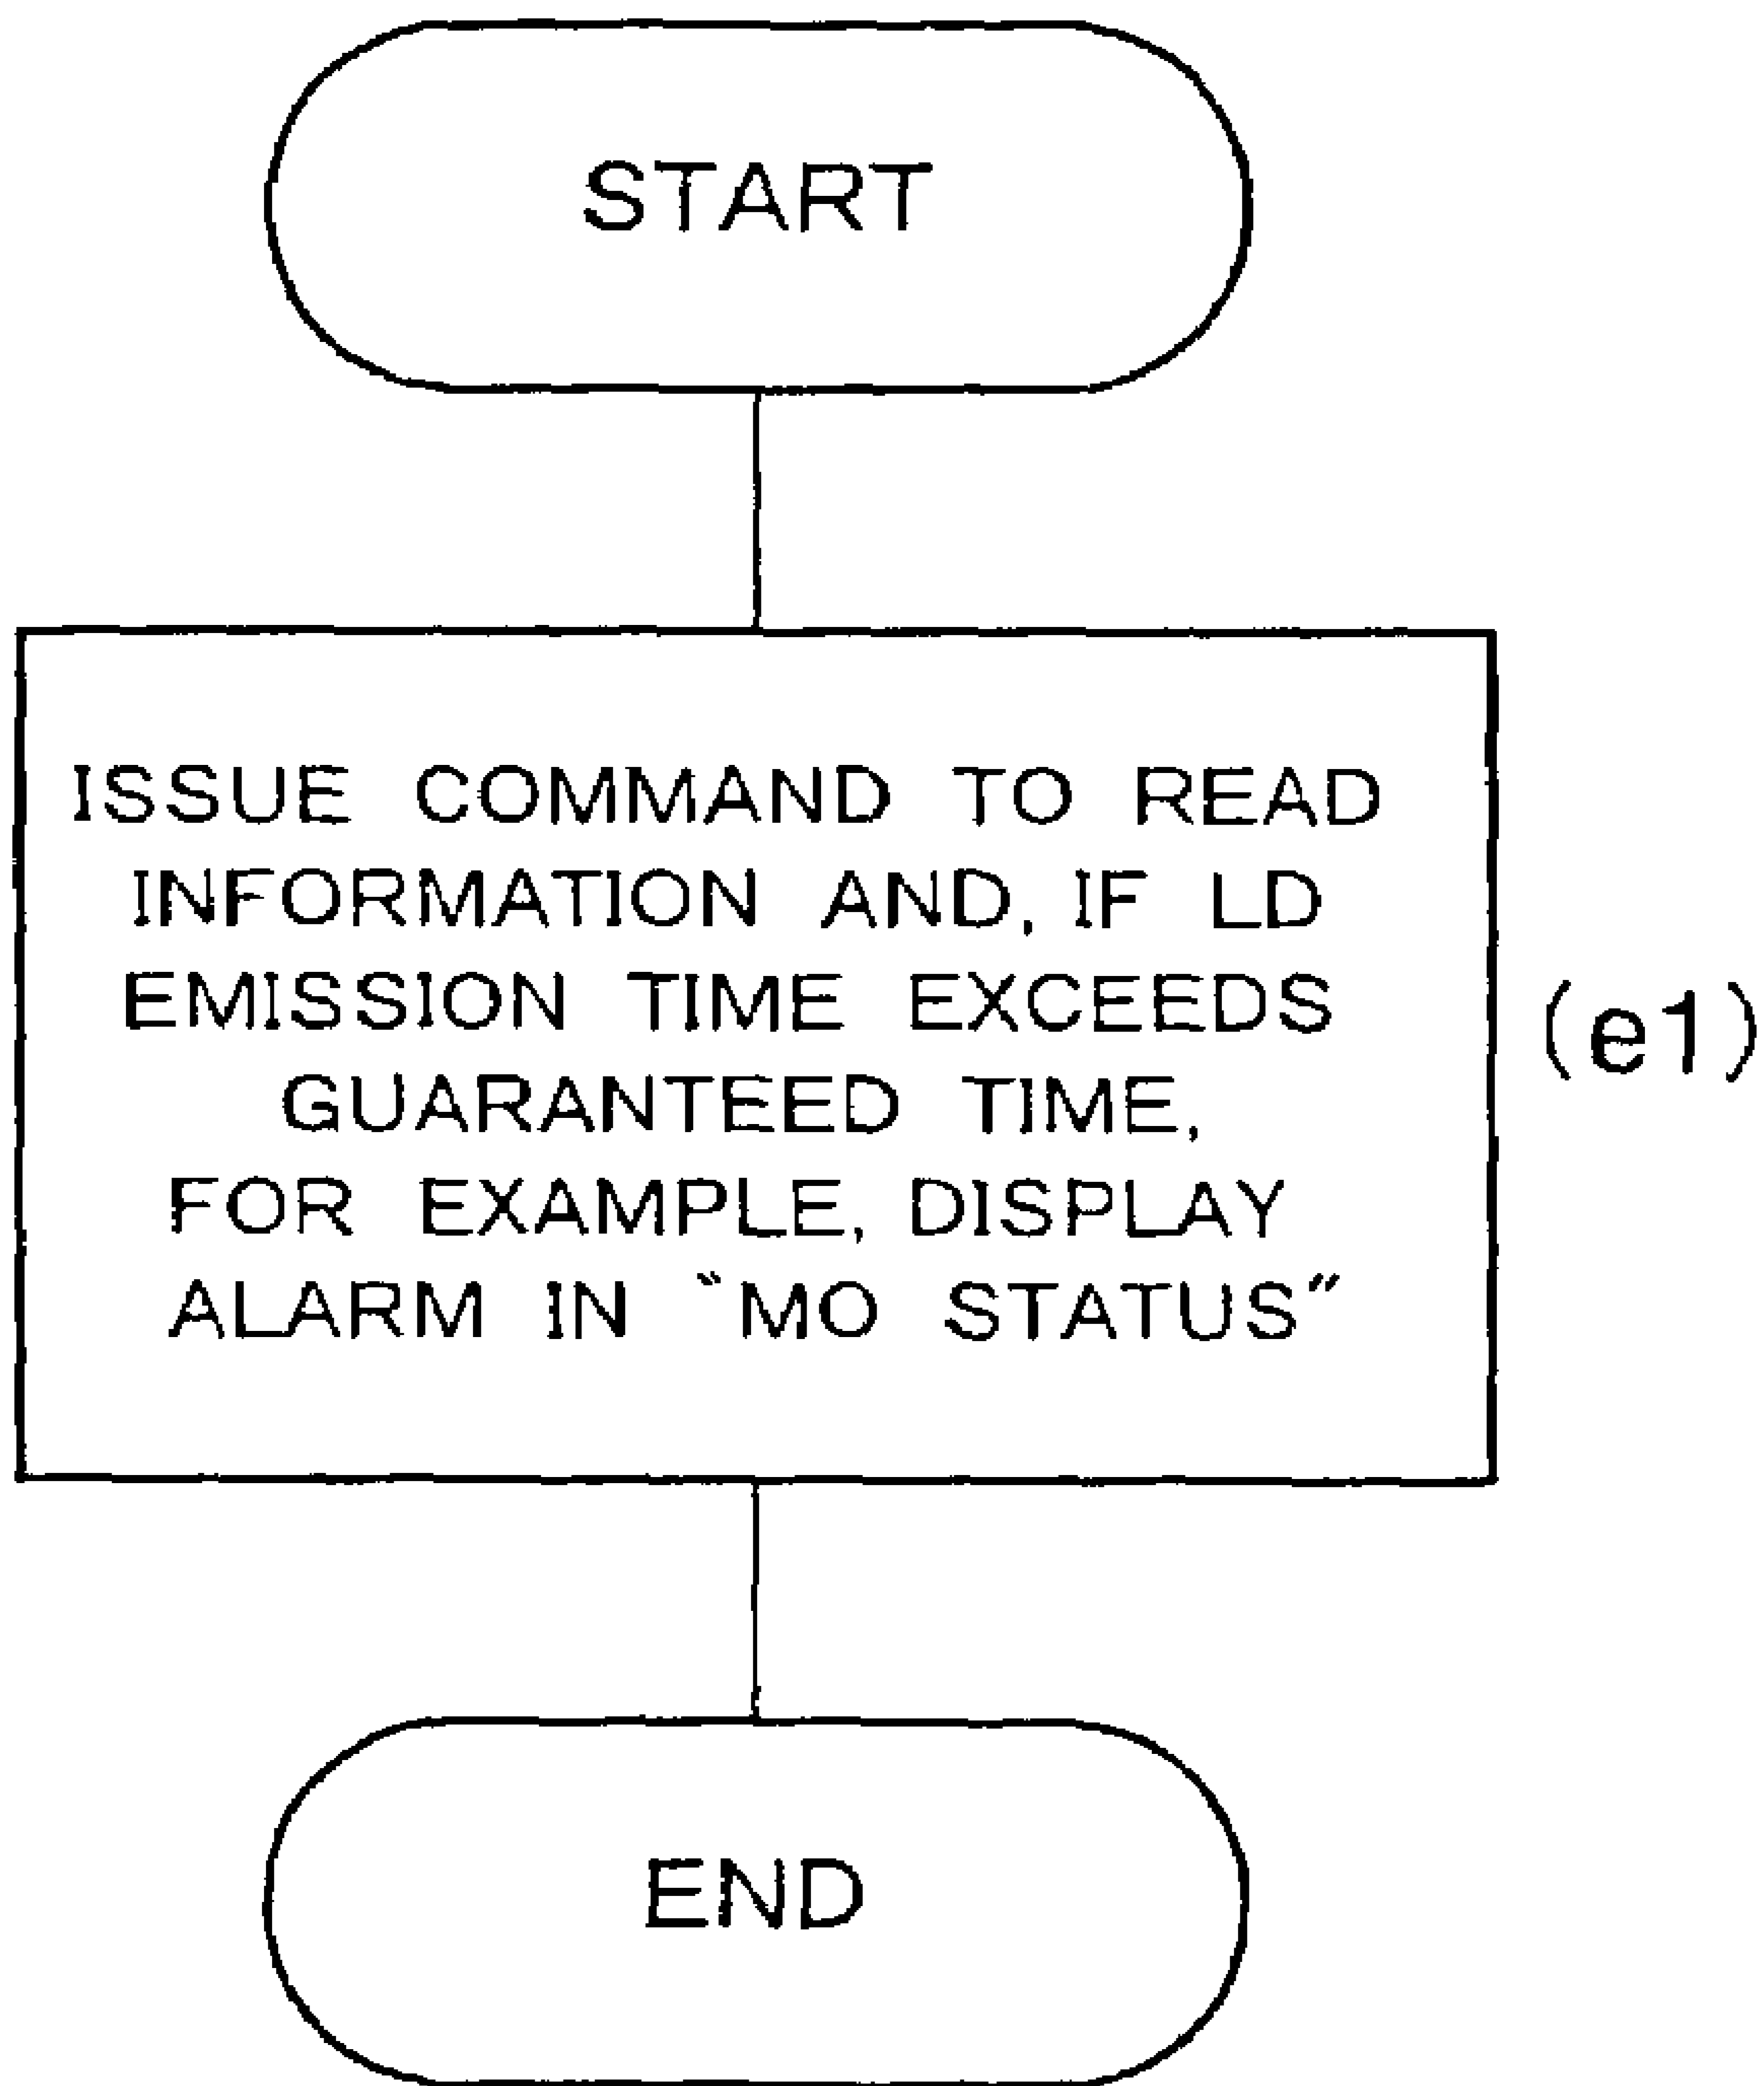 START
ISSUE COMMAND TO READ
INFORMATION AND, IF LD
EMISSION TIME EXCEEDS
GUARANTEED TIME,
FOR EXAMPLE, DISPLAY
ALARM IN "MO STATUS"
(e1)
END